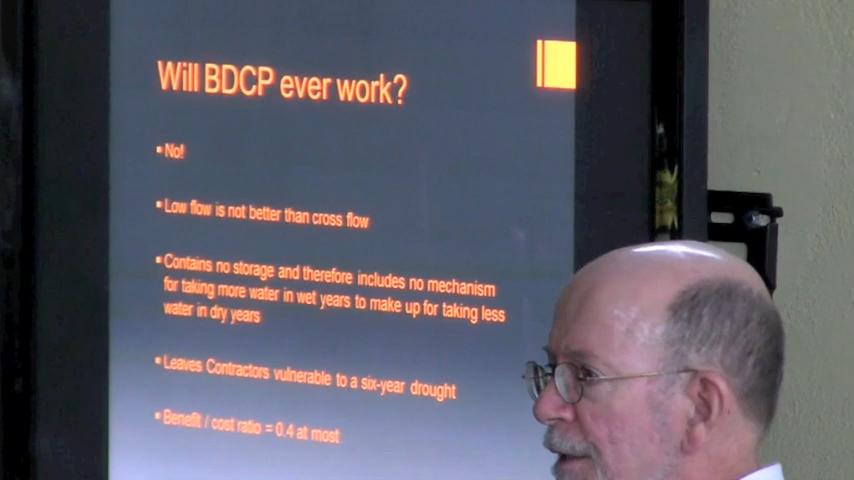 Will BDCP ever work?
▪ No!
▪ Low flow is not better than cross flow
▪ Contains no storage and therefore includes no mechanism
for taking more water in wet years to make up for taking less
water in dry years
▪ Leaves Contractors vulnerable to a six-year drought
▪ Benefit / cost ratio = 0.4 at most